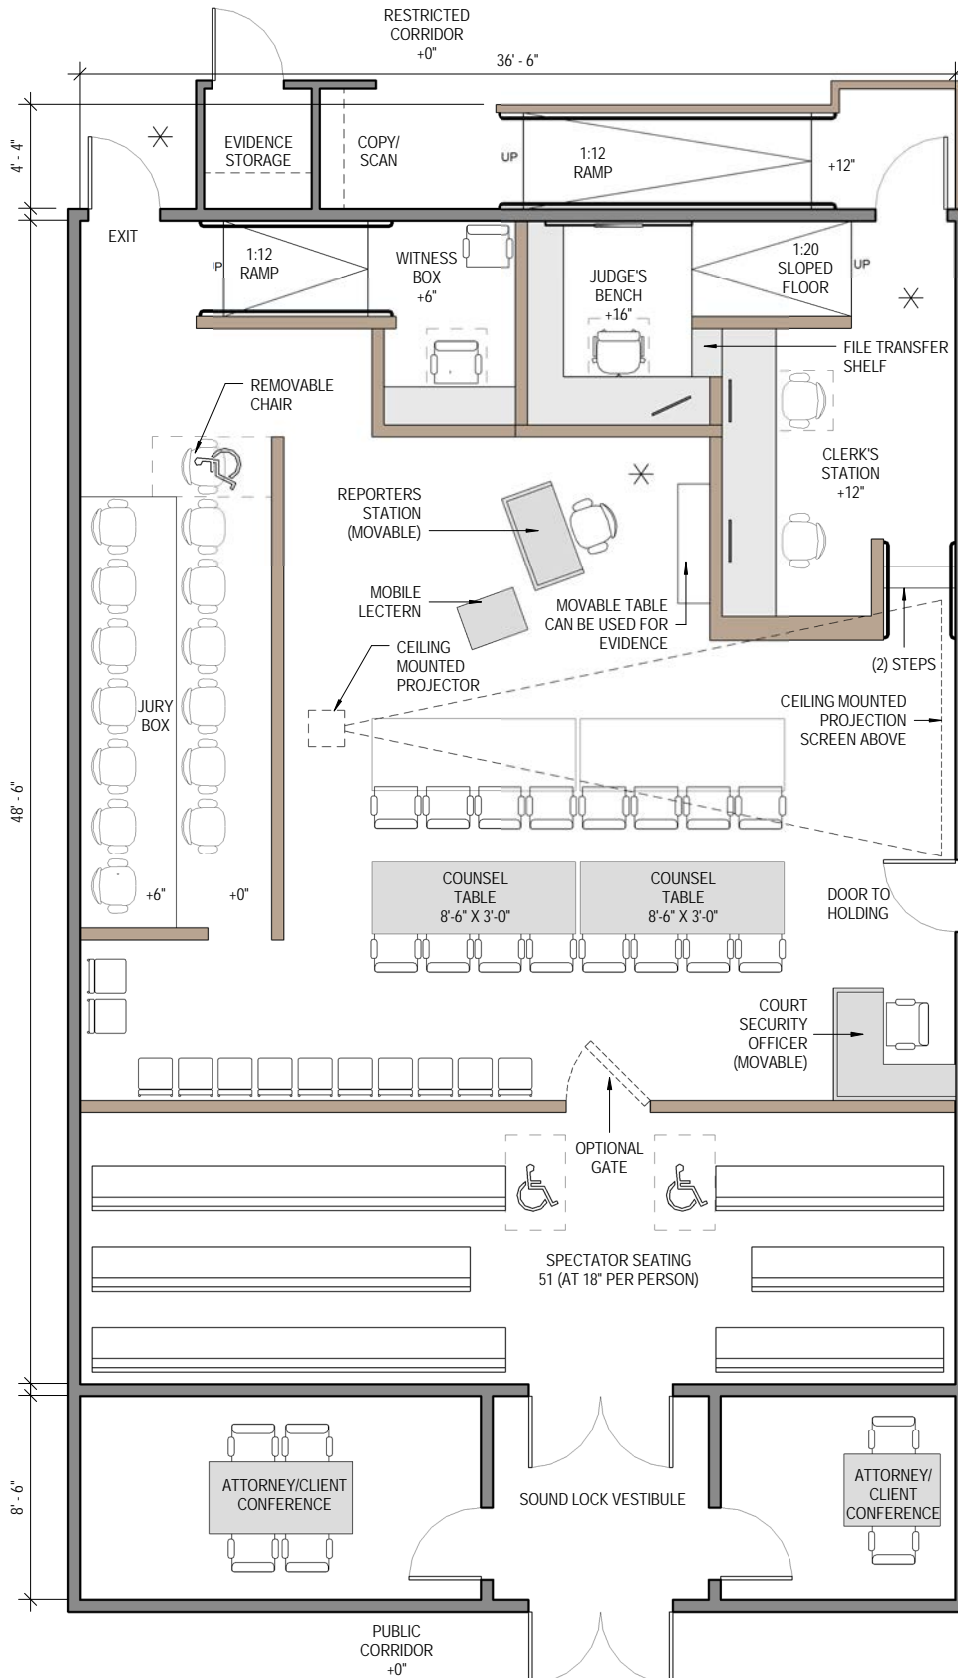 RESTRICTED
CORRIDOR
+0"
36' - 6"
4' - 4"
EVIDENCE
STORAGE
COPY/
SCAN
UP
1:12
RAMP
+12"
EXIT
UP
1:12
RAMP
WITNESS
BOX
+6"
JUDGE'S
BENCH
+16"
1:20
SLOPED
FLOOR
UP
FILE TRANSFER
SHELF
REMOVABLE
CHAIR
CLERK'S
STATION
+12"
REPORTERS
STATION
(MOVABLE)
MOBILE
LECTERN
MOVABLE TABLE
CAN BE USED FOR
EVIDENCE
CEILING
MOUNTED
PROJECTOR
(2) STEPS
JURY
BOX
CEILING MOUNTED
PROJECTION
SCREEN ABOVE
48' - 6"
+6"
+0"
COUNSEL
TABLE
8'-6" X 3'-0"
COUNSEL
TABLE
8'-6" X 3'-0"
DOOR TO
HOLDING
COURT
SECURITY
OFFICER
(MOVABLE)
OPTIONAL
GATE
SPECTATOR SEATING
51 (AT 18" PER PERSON)
8' - 6"
ATTORNEY/CLIENT
CONFERENCE
SOUND LOCK VESTIBULE
ATTORNEY/
CLIENT
CONFERENCE
PUBLIC
CORRIDOR
+0"